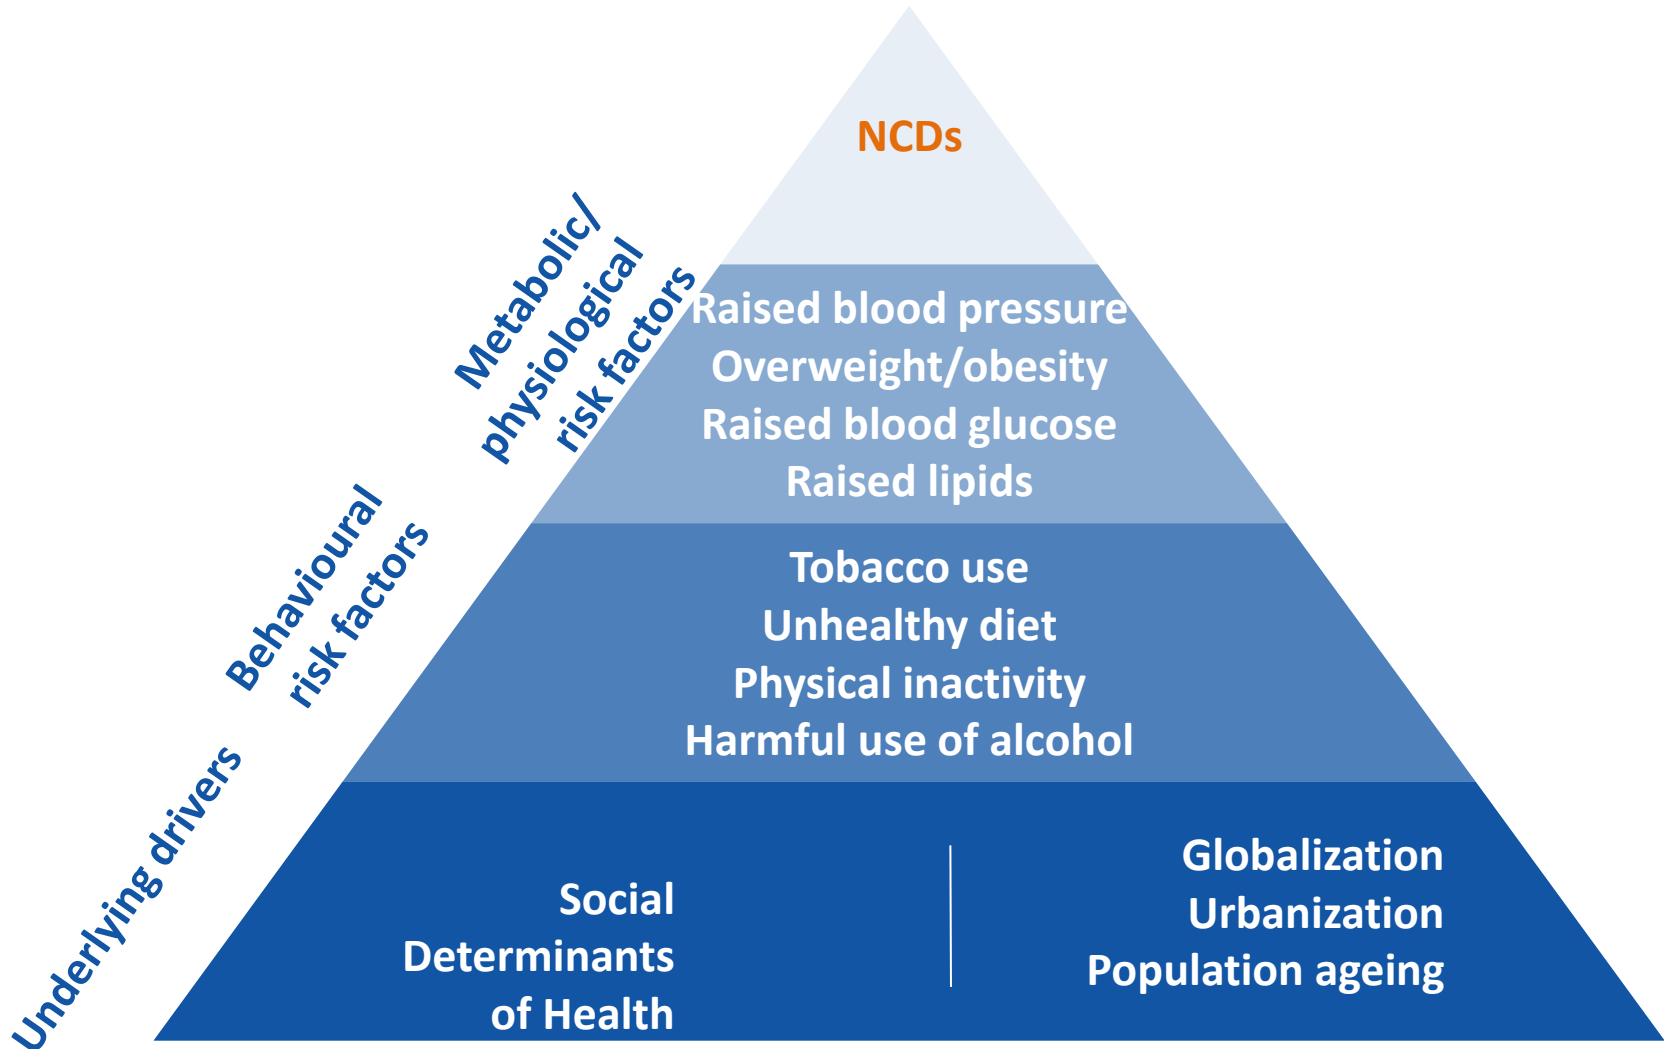 NCDs
Metabolic/
physiological
risk factors
Raised blood pressure
Overweight/obesity
Raised blood glucose
Raised lipids
Behavioural
risk factors
Tobacco use
Unhealthy diet
Physical inactivity
Harmful use of alcohol
Underlying drivers
Social
Determinants
of Health
Globalization
Urbanization
Population ageing